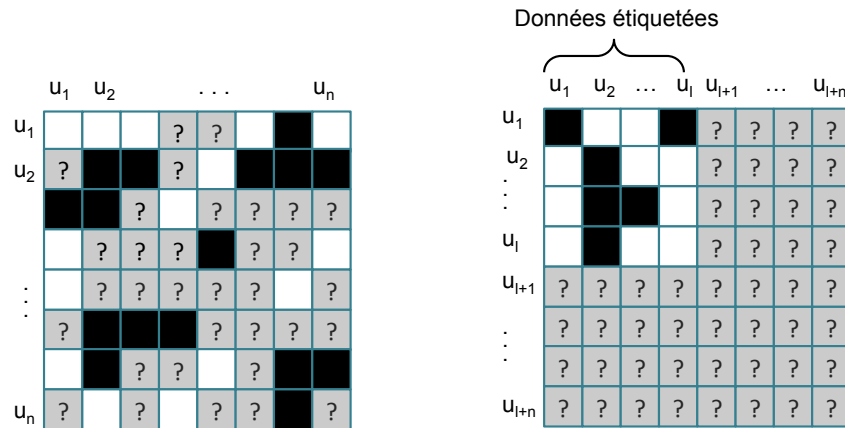 Données étiquetées
u₁ u₂ . . . uₙ
u₁ ? ?
u₂ ? ?
? ? ? ? ?
? ? ? ? ?
. . . ? ? ? ? ? ?
? ? ? ? ?
? ? ?
uₙ ? ? ? ? ?
u₁ u₂ ... uₗ uₗ₊₁ ... uₗ₊ₙ
u₁ ? ? ? ?
u₂ ? ? ? ?
. . . ? ? ? ?
uₗ ? ? ? ?
uₗ₊₁ ? ? ? ? ? ? ? ?
. . . ? ? ? ? ? ? ? ?
? ? ? ? ? ? ? ?
uₗ₊ₙ ? ? ? ? ? ? ? ?